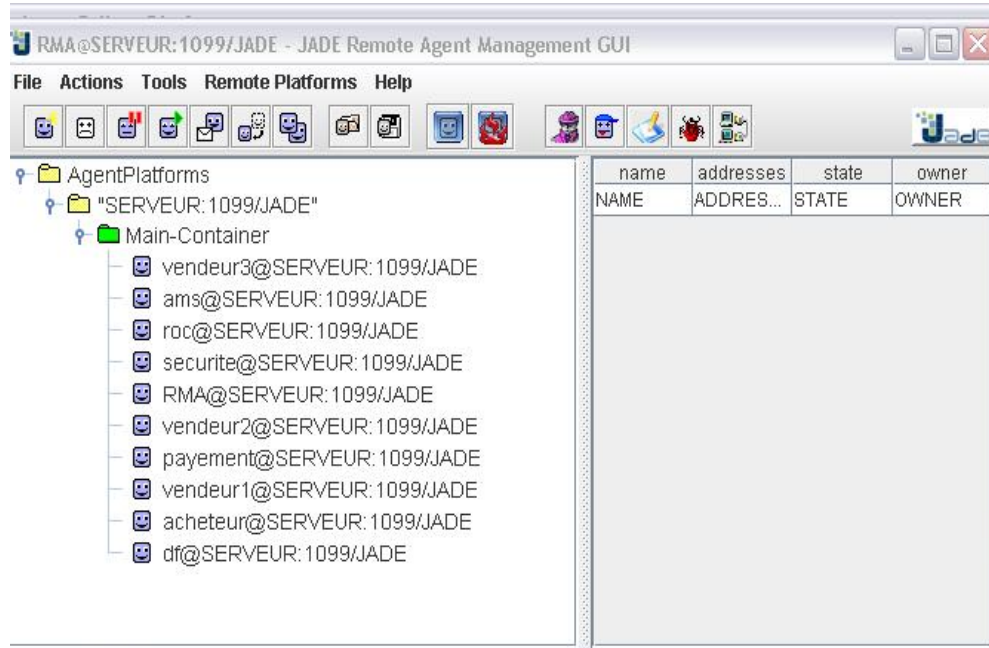 RMA@SERVEUR:1099/JADE - JADE Remote Agent Management GUI
File Actions Tools Remote Platforms Help
Jade
AgentPlatforms
"SERVEUR:1099/JADE"
Main-Container
vendeur3@SERVEUR:1099/JADE
ams@SERVEUR:1099/JADE
roc@SERVEUR:1099/JADE
securite@SERVEUR:1099/JADE
RMA@SERVEUR:1099/JADE
vendeur2@SERVEUR:1099/JADE
payement@SERVEUR:1099/JADE
vendeur1@SERVEUR:1099/JADE
acheteur@SERVEUR:1099/JADE
df@SERVEUR:1099/JADE
name addresses state owner
NAME ADDRES... STATE OWNER